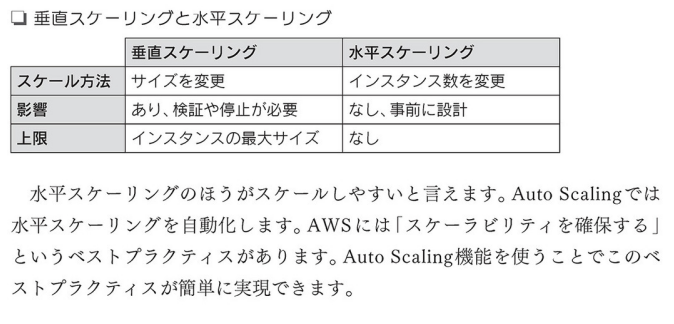 ❏ 垂直スケーリングと水平スケーリング
垂直スケーリング 水平スケーリング
スケール方法 サイズを変更 インスタンス数を変更
影響 あり、検証や停止が必要 なし、事前に設計
上限 インスタンスの最大サイズ なし
水平スケーリングのほうがスケールしやすいと言えます。Auto Scalingでは
水平スケーリングを自動化します。AWSには「スケーラビリティを確保する」
というベストプラクティスがあります。Auto Scaling機能を使うことでこのベ
ストプラクティスが簡単に実現できます。